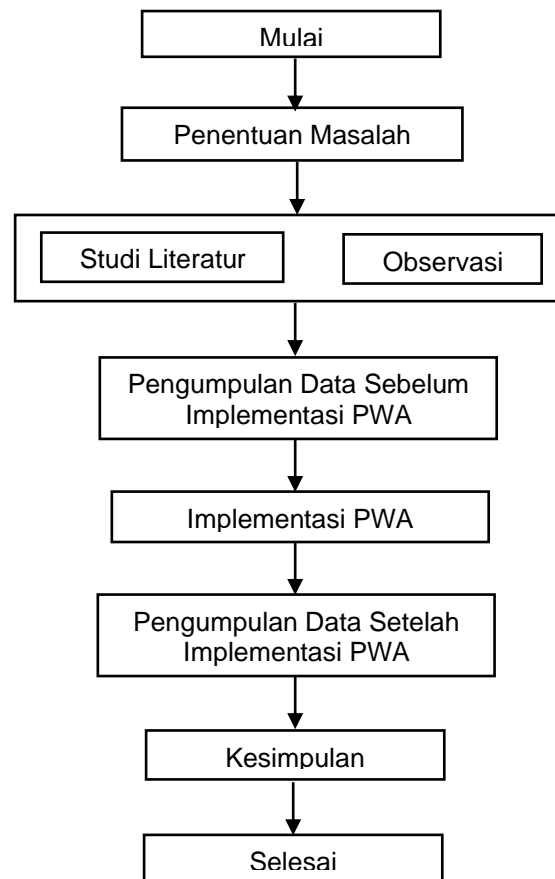 Mulai
Penentuan Masalah
Studi Literatur
Observasi
Pengumpulan Data Sebelum
Implementasi PWA
Implementasi PWA
Pengumpulan Data Setelah
Implementasi PWA
Kesimpulan
Selesai